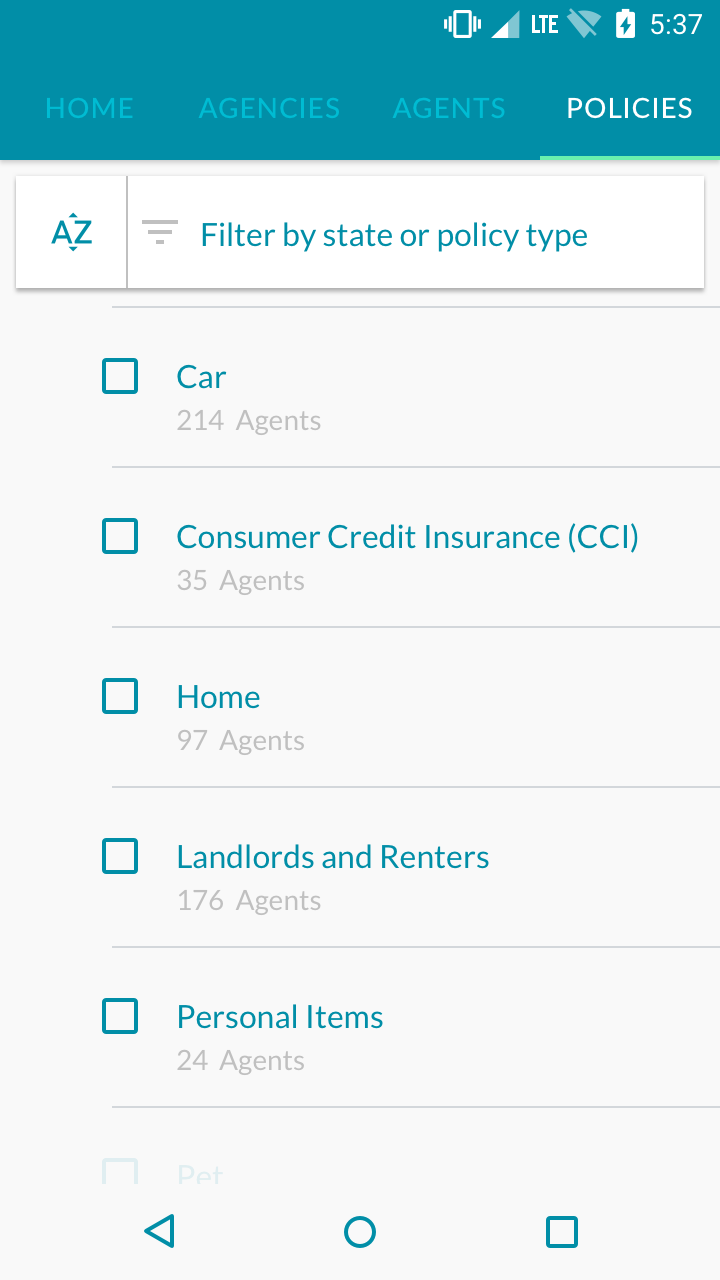 LTE 5:37
HOME AGENCIES AGENTS POLICIES
AZ Filter by state or policy type
Car
214 Agents
Consumer Credit Insurance (CCI)
35 Agents
Home
97 Agents
Landlords and Renters
176 Agents
Personal Items
24 Agents
Pet